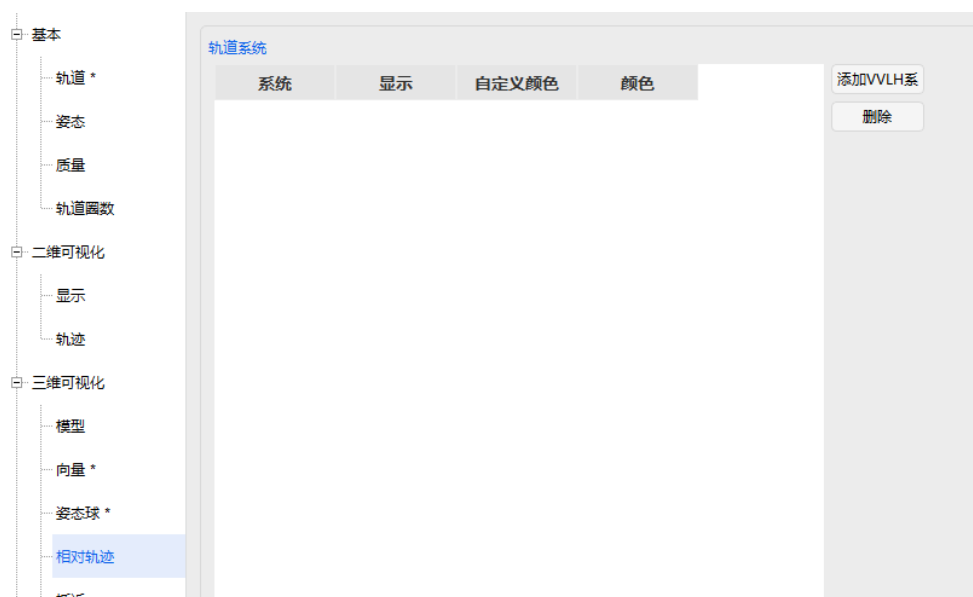 基本
轨道 *
姿态
质量
轨道圈数
二维可视化
显示
轨迹
三维可视化
模型
向量 *
姿态球 *
相对轨迹
轨道系统
系统 显示 自定义颜色 颜色
添加VVLH系
删除